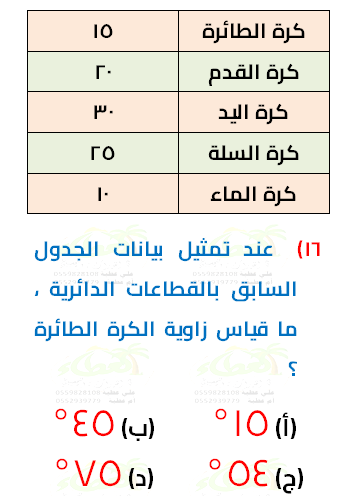 كرة الطائرة ١٥
كرة القدم ٢٠
كرة اليد ٣٠
كرة السلة ٢٥
كرة الماء ١٠
١٦) عند تمثيل بيانات الجدول
السابق بالقطاعات الدائرية ،
ما قياس زاوية الكرة الطائرة
؟
(أ) ١٥° (ب) ٤٥°
(ج) ٥٤° (د) ٧٥°